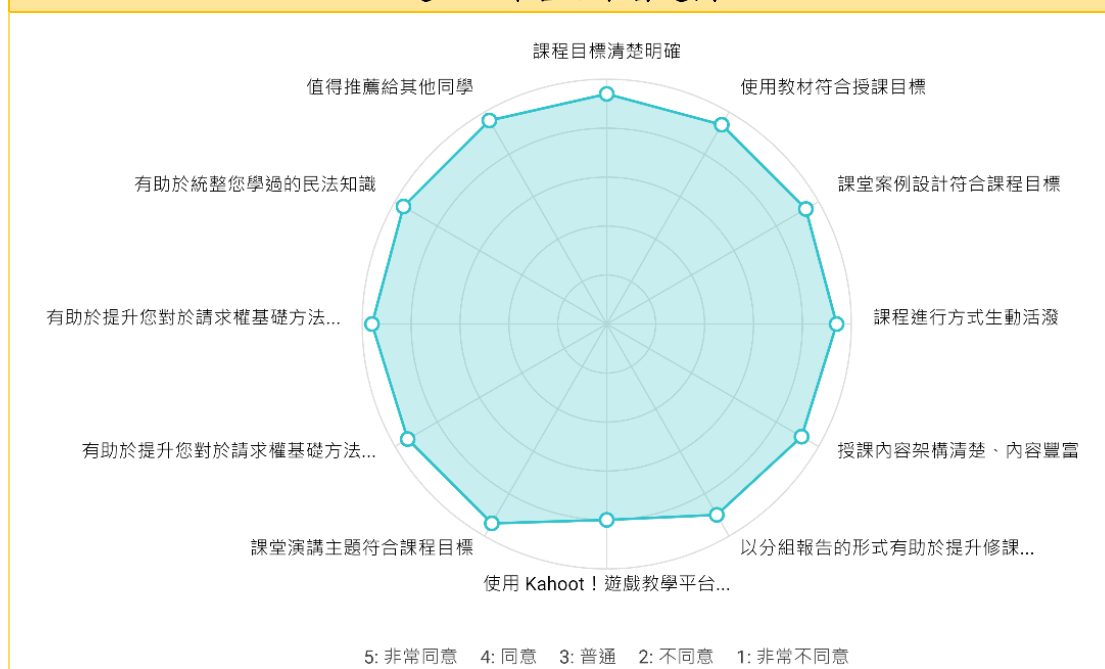 課程目標清楚明確
值得推薦給其他同學
使用教材符合授課目標
有助於統整您學過的民法知識
課堂案例設計符合課程目標
有助於提升您對於請求權基礎方法...
課程進行方式生動活潑
有助於提升您對於請求權基礎方法...
授課內容架構清楚、內容豐富
課堂演講主題符合課程目標
以分組報告的形式有助於提升修課...
使用 Kahoot！遊戲教學平台...
5: 非常同意 4: 同意 3: 普通 2: 不同意 1: 非常不同意